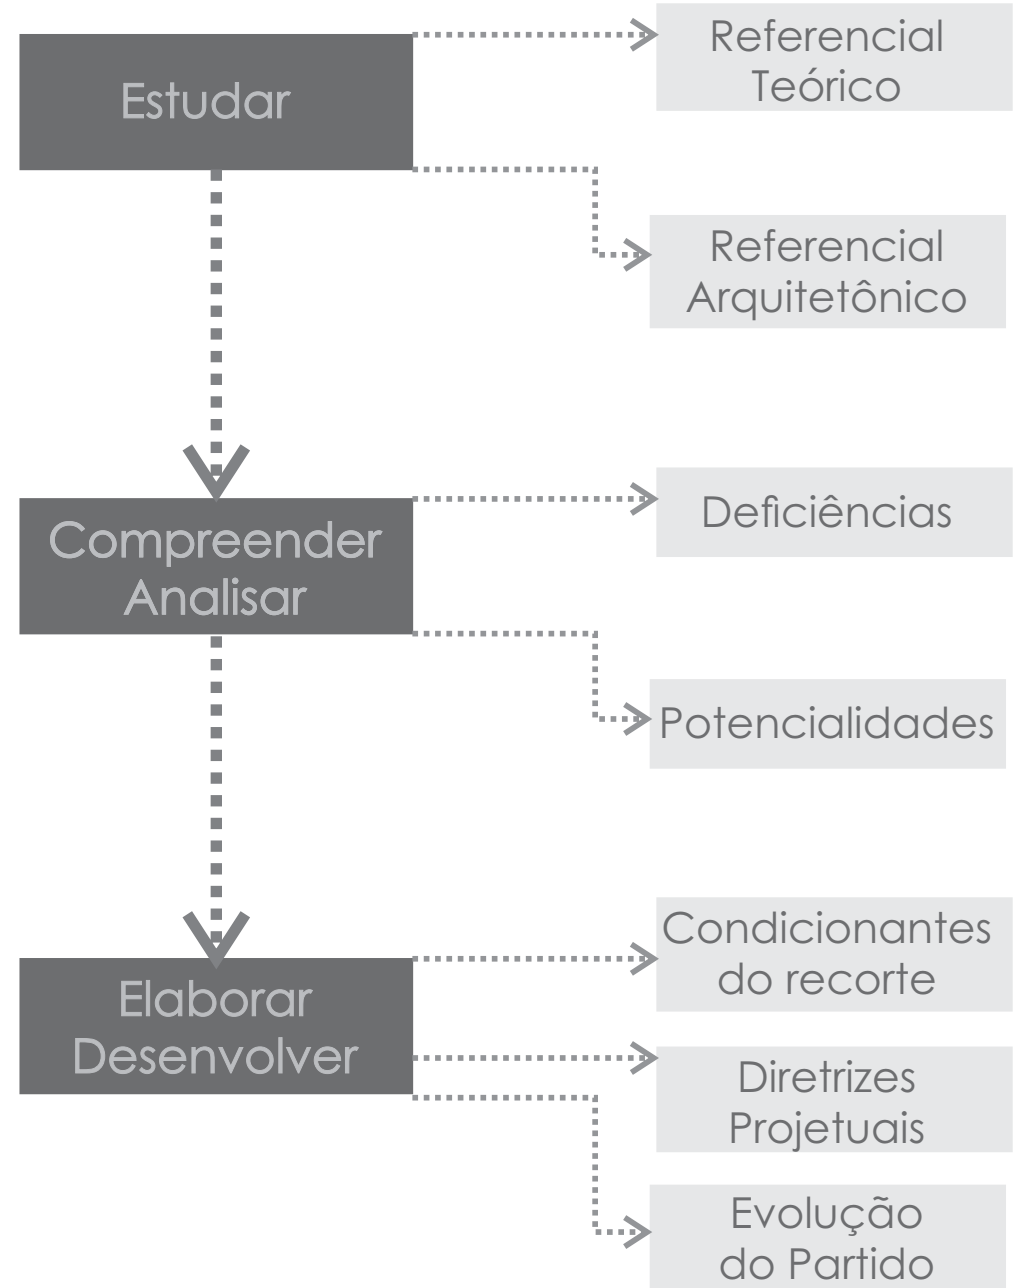 Estudar
Referencial
Teórico
Referencial
Arquitetônico
Compreender
Analisar
Deficiências
Potencialidades
Elaborar
Desenvolver
Condicionantes
do recorte
Diretrizes
Projetuais
Evolução
do Partido